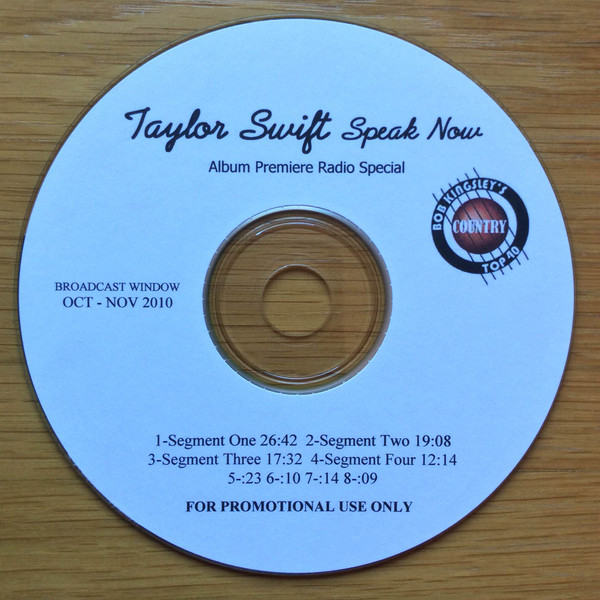 Taylor Swift Speak Now
Album Premiere Radio Special
BOB KINGSLEY'S
COUNTRY
TOP 40
BROADCAST WINDOW
OCT - NOV 2010
1-Segment One 26:42 2-Segment Two 19:08
3-Segment Three 17:32 4-Segment Four 12:14
5-:23 6-:10 7-:14 8-:09
FOR PROMOTIONAL USE ONLY